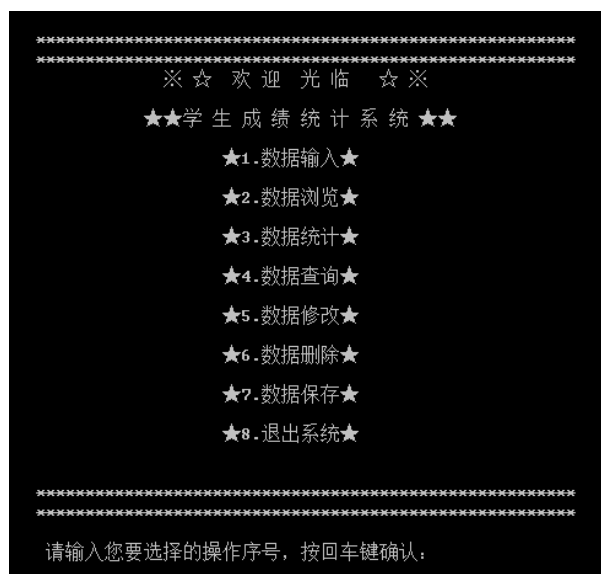 *******************************************************
*******************************************************
※ ☆ 欢 迎 光 临 ☆ ※
★★学 生 成 绩 统 计 系 统 ★★
★1.数据输入★
★2.数据浏览★
★3.数据统计★
★4.数据查询★
★5.数据修改★
★6.数据删除★
★7.数据保存★
★8.退出系统★
*******************************************************
*******************************************************
请输入您要选择的操作序号，按回车键确认: